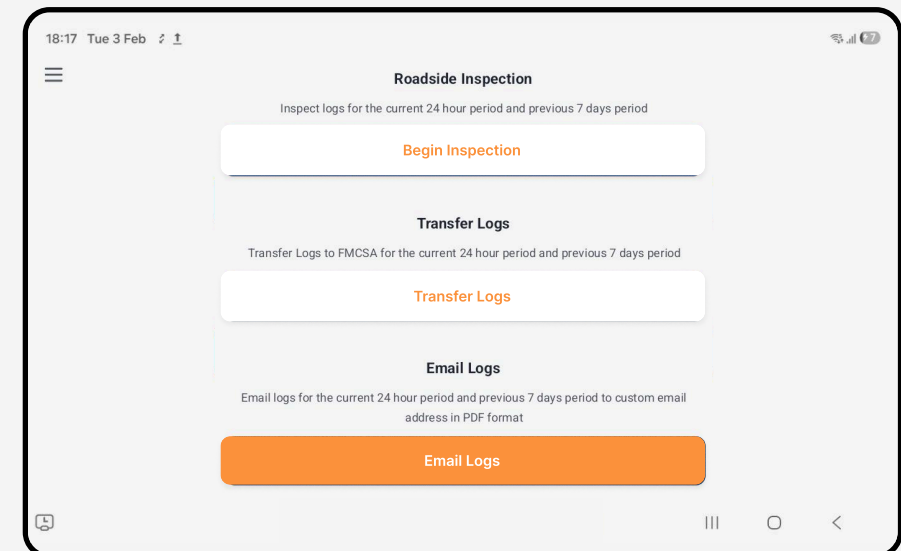 18:17 Tue 3 Feb
Roadside Inspection
Inspect logs for the current 24 hour period and previous 7 days period
Begin Inspection
Transfer Logs
Transfer Logs to FMCSA for the current 24 hour period and previous 7 days period
Transfer Logs
Email Logs
Email logs for the current 24 hour period and previous 7 days period to custom email
address in PDF format
Email Logs